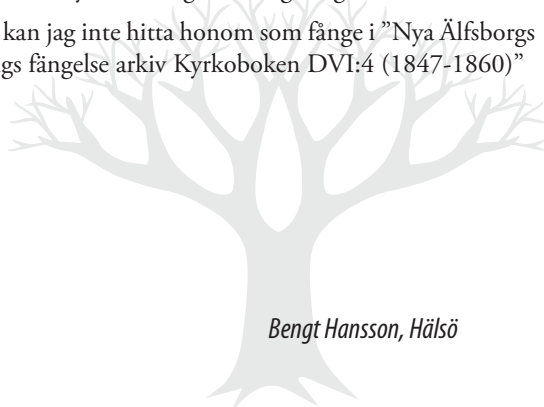 kan jag inte hitta honom som fånge i ”Nya Älfsborgs
gs fängelse arkiv Kyrkoboken DVI:4 (1847-1860)”
Bengt Hansson, Hälsö